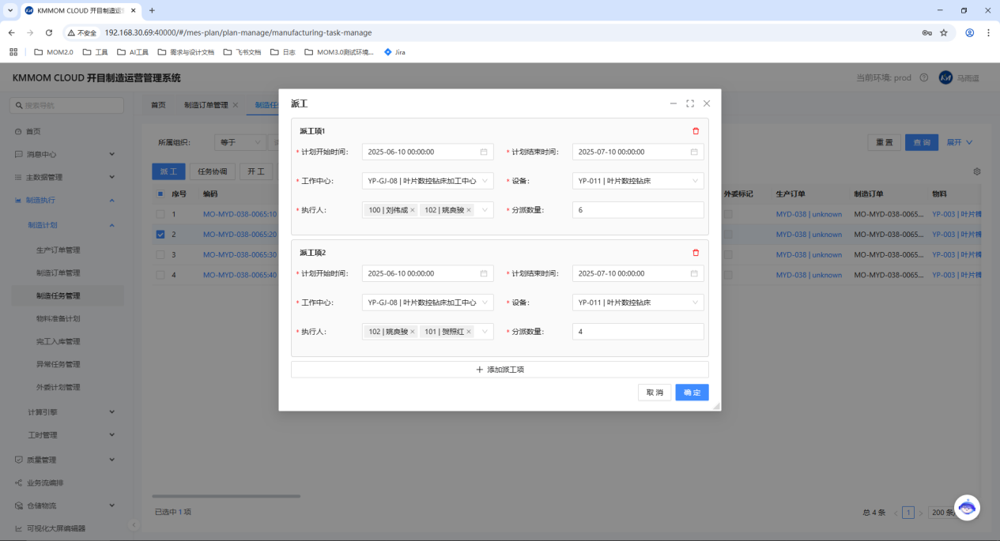 KMMOM CLOUD 开目制造运营
不安全 192.168.30.69:40000/#/mes-plan/plan-manage/manufacturing-task-manage
MOM2.0 工具 AI工具 需求与设计文档 飞书文档 日志 MOM3.0测试环境... Jira
KMMOM CLOUD 开目制造运营管理系统
当前环境: prod
马雨逗
搜索导航
首页
消息中心
主数据管理
制造执行
制造计划
生产订单管理
制造订单管理
制造任务管理
物料准备计划
完工入库管理
异常任务管理
外委计划管理
计算引擎
工时管理
质量管理
业务流编排
仓储物流
可视化大屏编辑器
首页 制造订单管理 制造任
所属组织: 等于
重置 查询 展开
派工 任务协调 开工
序号 编码 外委标记 生产订单 制造订单 物料
1 MO-MYD-038-0065:10 MYD-038 | unknown MO-MYD-038-0065... YP-003 | 叶片
2 MO-MYD-038-0065:20 MYD-038 | unknown MO-MYD-038-0065... YP-003 | 叶片
3 MO-MYD-038-0065:30 MYD-038 | unknown MO-MYD-038-0065... YP-003 | 叶片
4 MO-MYD-038-0065:40 MYD-038 | unknown MO-MYD-038-0065... YP-003 | 叶片
派工
派工项1
* 计划开始时间: 2025-06-10 00:00:00 * 计划结束时间: 2025-07-10 00:00:00
* 工作中心: YP-GJ-08 | 叶片数控钻床加工中心 * 设备: YP-011 | 叶片数控钻床
* 执行人: 100 | 刘伟成 × 102 | 姚良骏 × * 分派数量: 6
派工项2
* 计划开始时间: 2025-06-10 00:00:00 * 计划结束时间: 2025-07-10 00:00:00
* 工作中心: YP-GJ-08 | 叶片数控钻床加工中心 * 设备: YP-011 | 叶片数控钻床
* 执行人: 102 | 姚良骏 × 101 | 贺照红 × * 分派数量: 4
+ 添加派工项
取消 确定
已选中 1 项
总 4 条 1 200 条